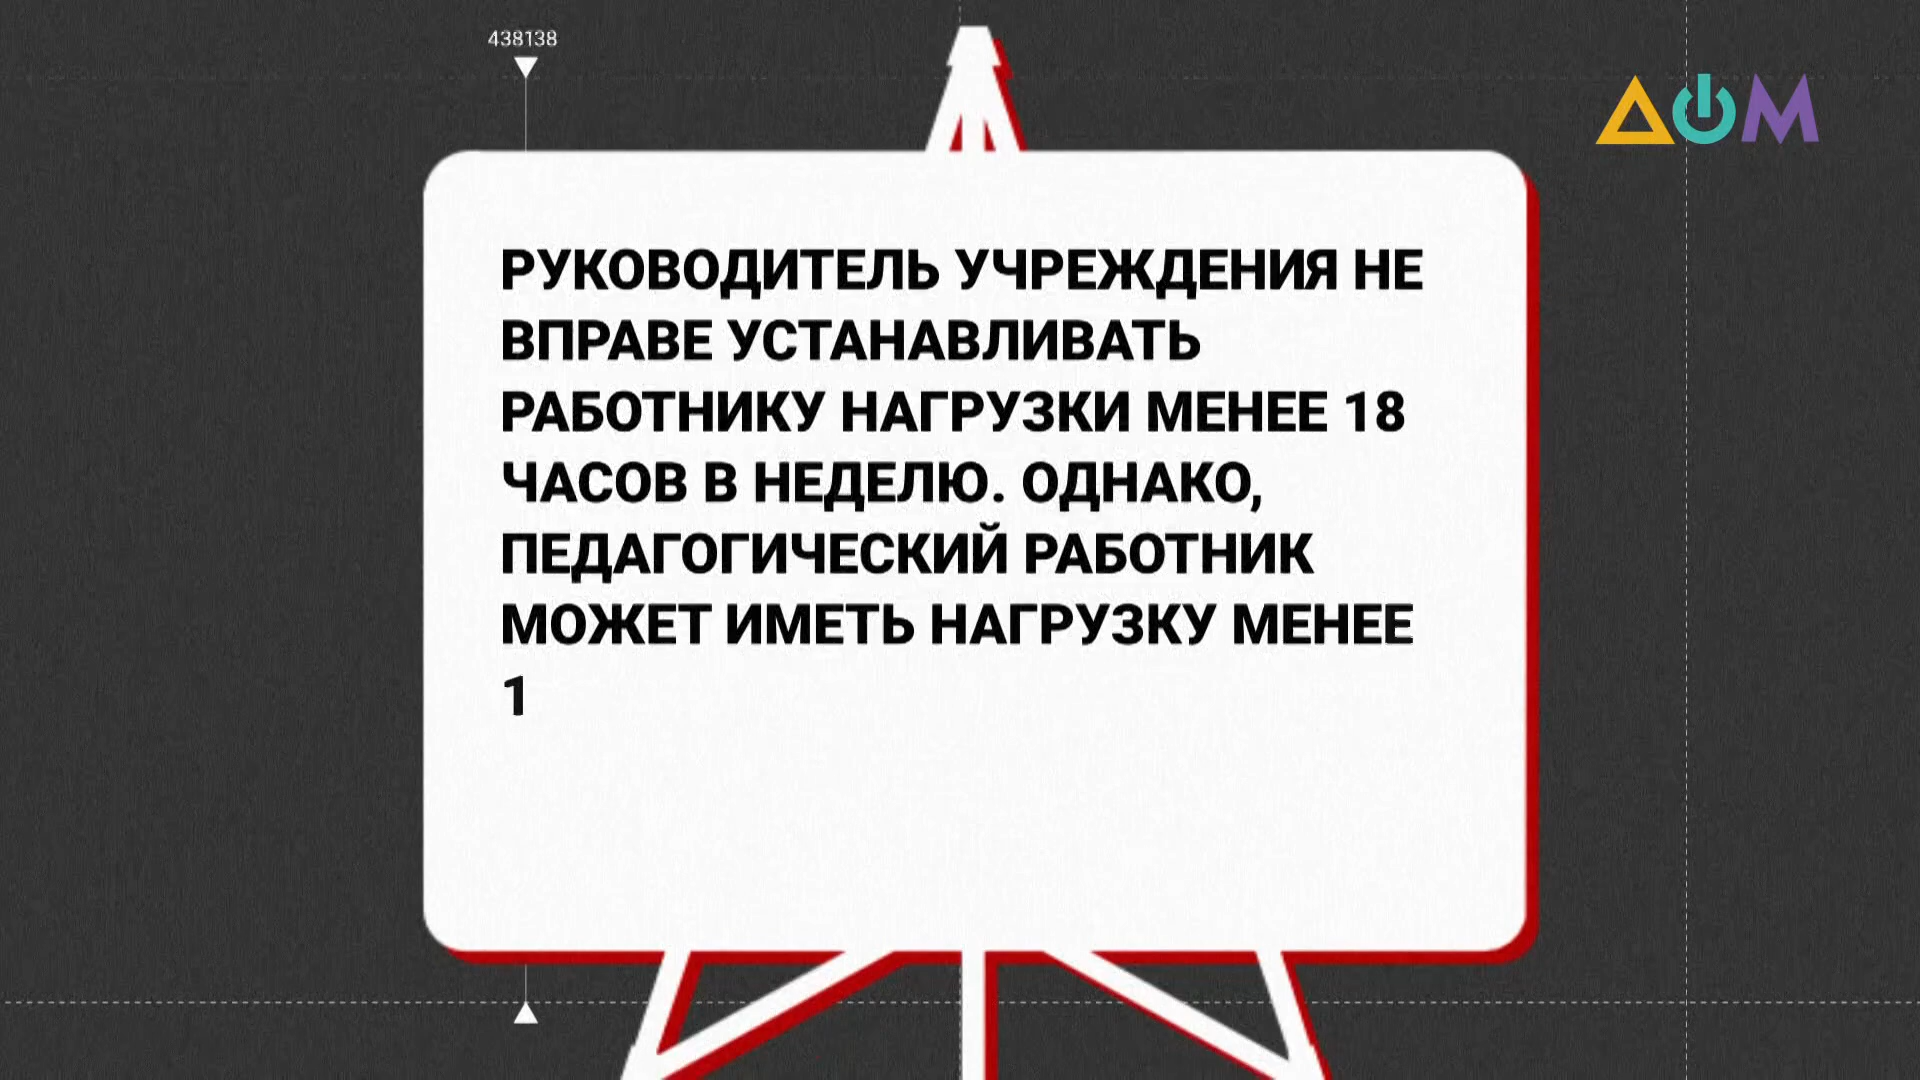 438138
ДОМ
РУКОВОДИТЕЛЬ УЧРЕЖДЕНИЯ НЕ
ВПРАВЕ УСТАНАВЛИВАТЬ
РАБОТНИКУ НАГРУЗКИ МЕНЕЕ 18
ЧАСОВ В НЕДЕЛЮ. ОДНАКО,
ПЕДАГОГИЧЕСКИЙ РАБОТНИК
МОЖЕТ ИМЕТЬ НАГРУЗКУ МЕНЕЕ
1